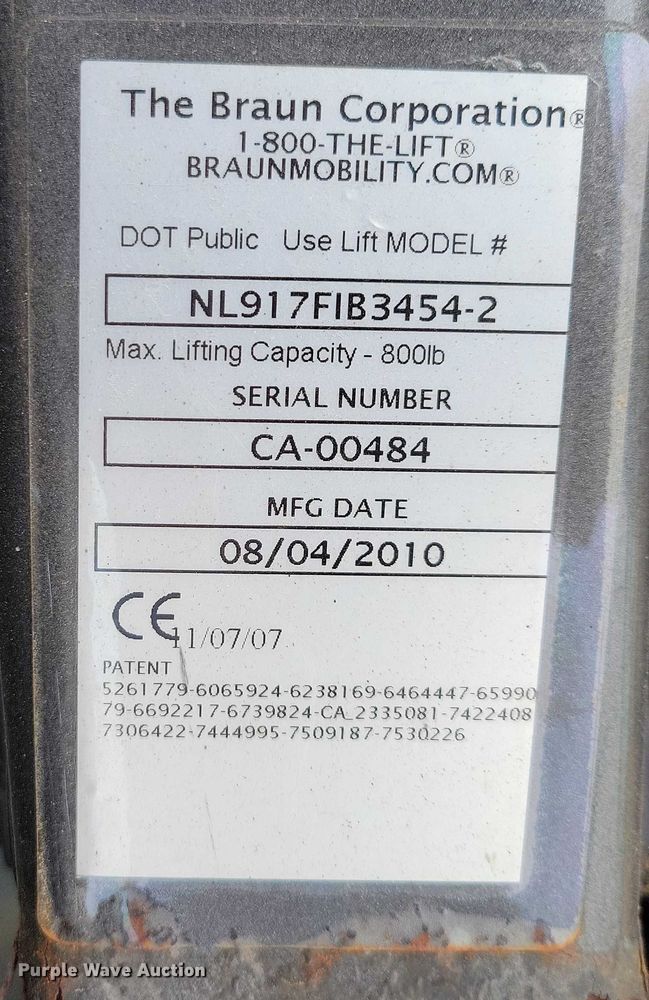 The Braun Corporation®
1-800-THE-LIFT®
BRAUNMOBILITY.COM®
DOT Public Use Lift MODEL #
NL917FIB3454-2
Max. Lifting Capacity - 800lb
SERIAL NUMBER
CA-00484
MFG DATE
08/04/2010
CE 11/07/07
PATENT
5261779-6065924-6238169-6464447-65990
79-6692217-6739824-CA_2335081-7422408
7306422-7444995-7509187-7530226
Purple Wave Auction